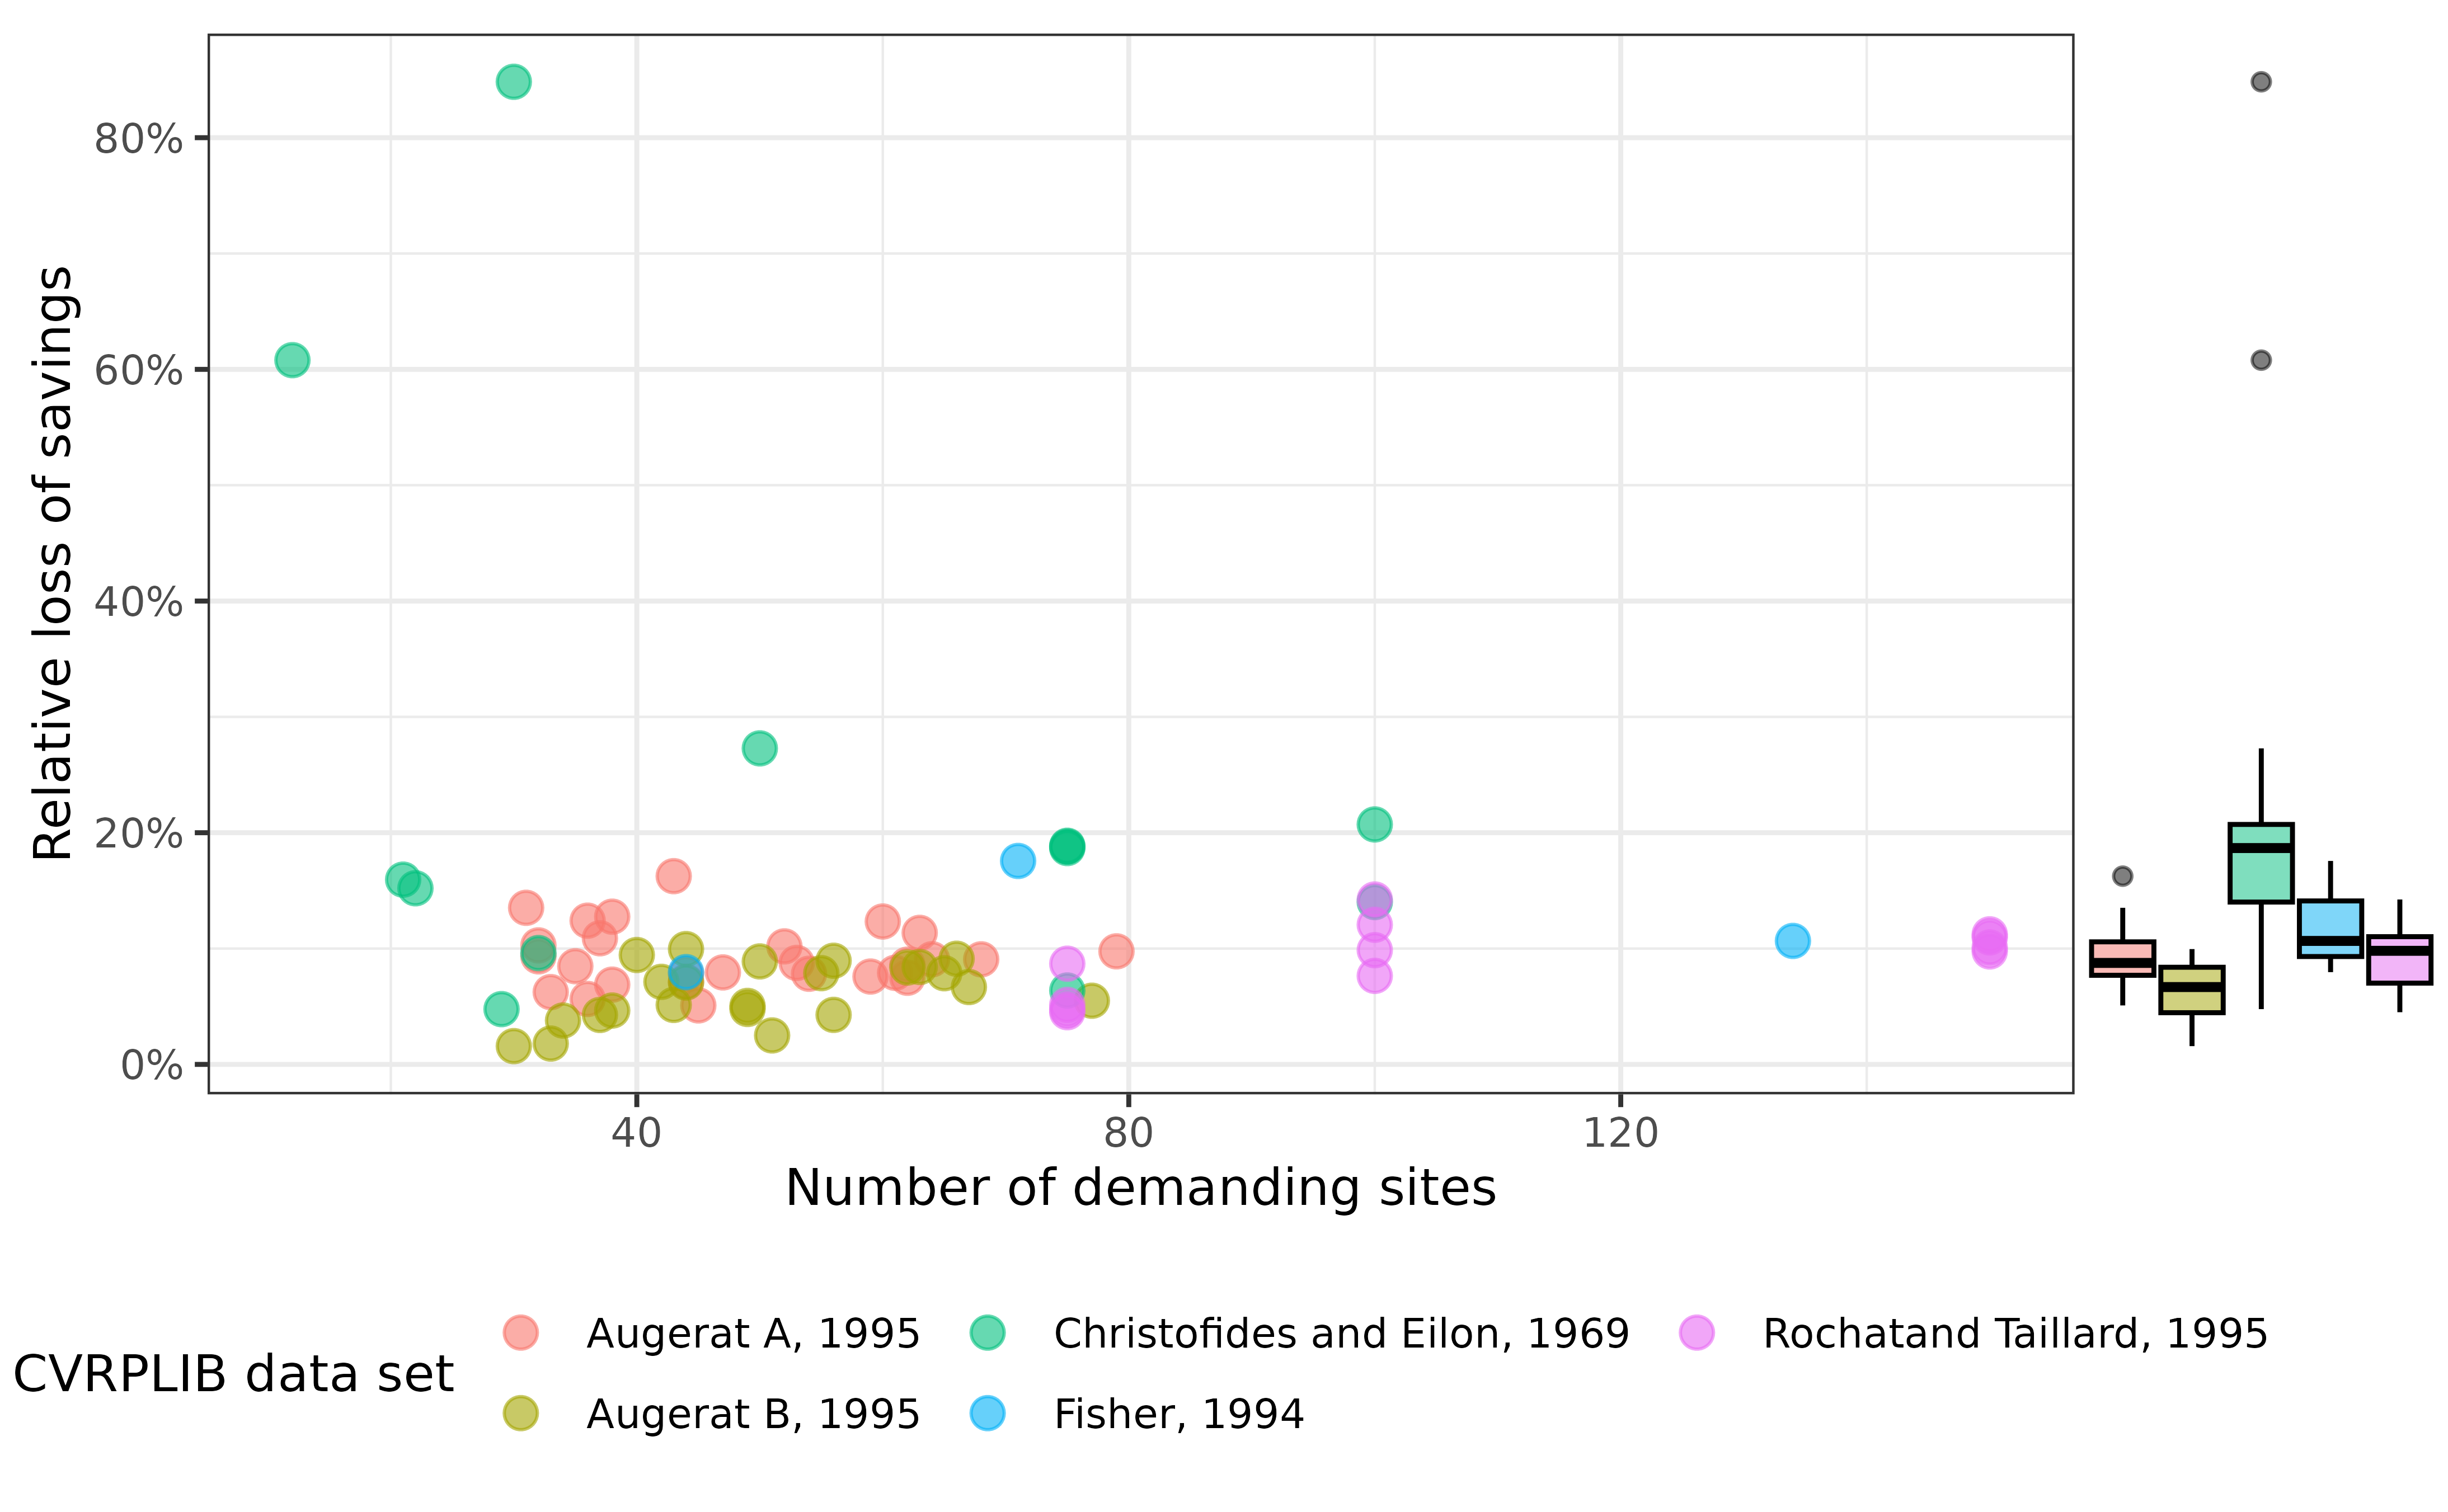 Relative loss of savings
80%
60%
40%
20%
0%
40 80 120
Number of demanding sites
CVRPLIB data set
Augerat A, 1995 Christofides and Eilon, 1969 Rochatand Taillard, 1995
Augerat B, 1995 Fisher, 1994